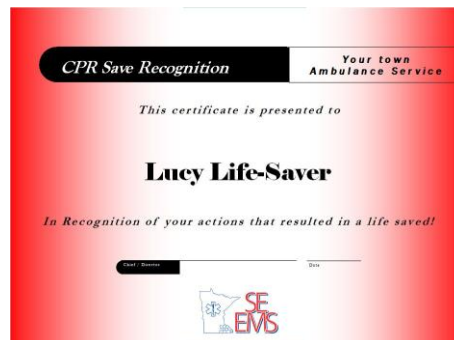 CPR Save Recognition
Your town
Ambulance Service
This certificate is presented to
Lucy Life-Saver
In Recognition of your actions that resulted in a life saved!
Chief / Director
Date
SE
EMS